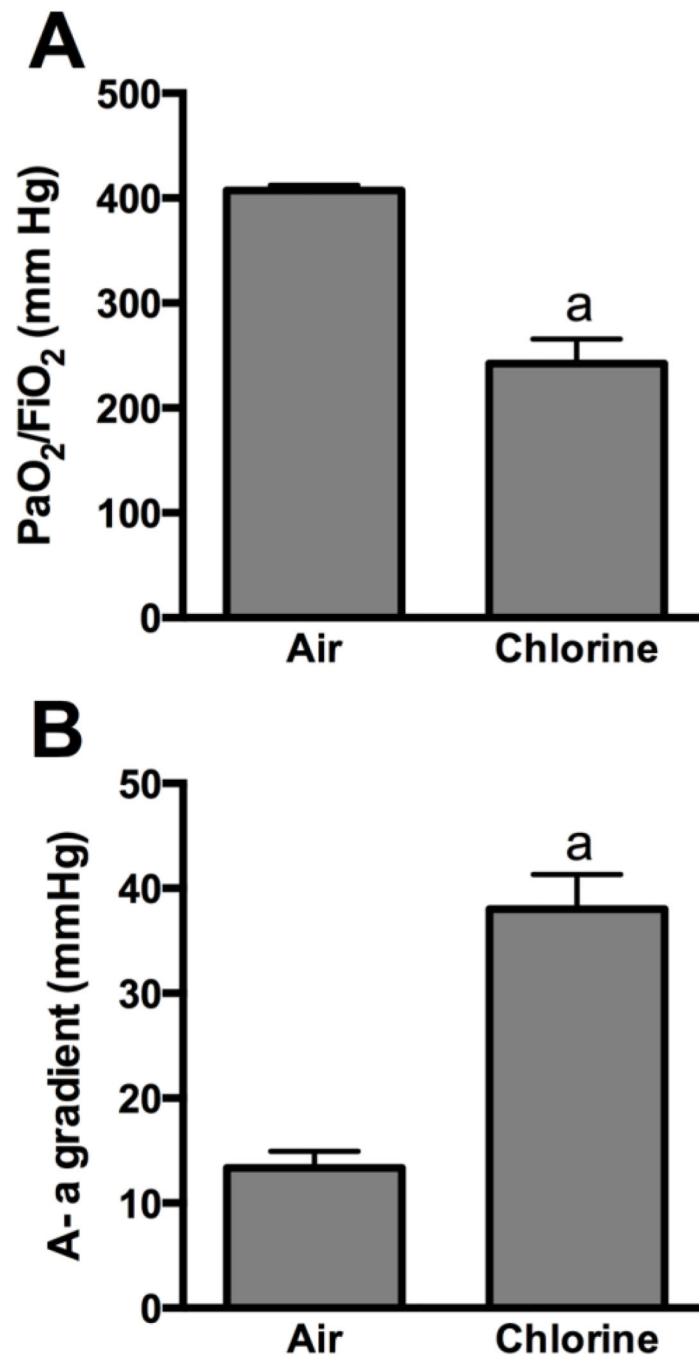 A
PaO2/FiO2 (mm Hg)
500
400
300
200
100
0
a
Air
Chlorine
B
A- a gradient (mmHg)
50
40
30
20
10
0
a
Air
Chlorine